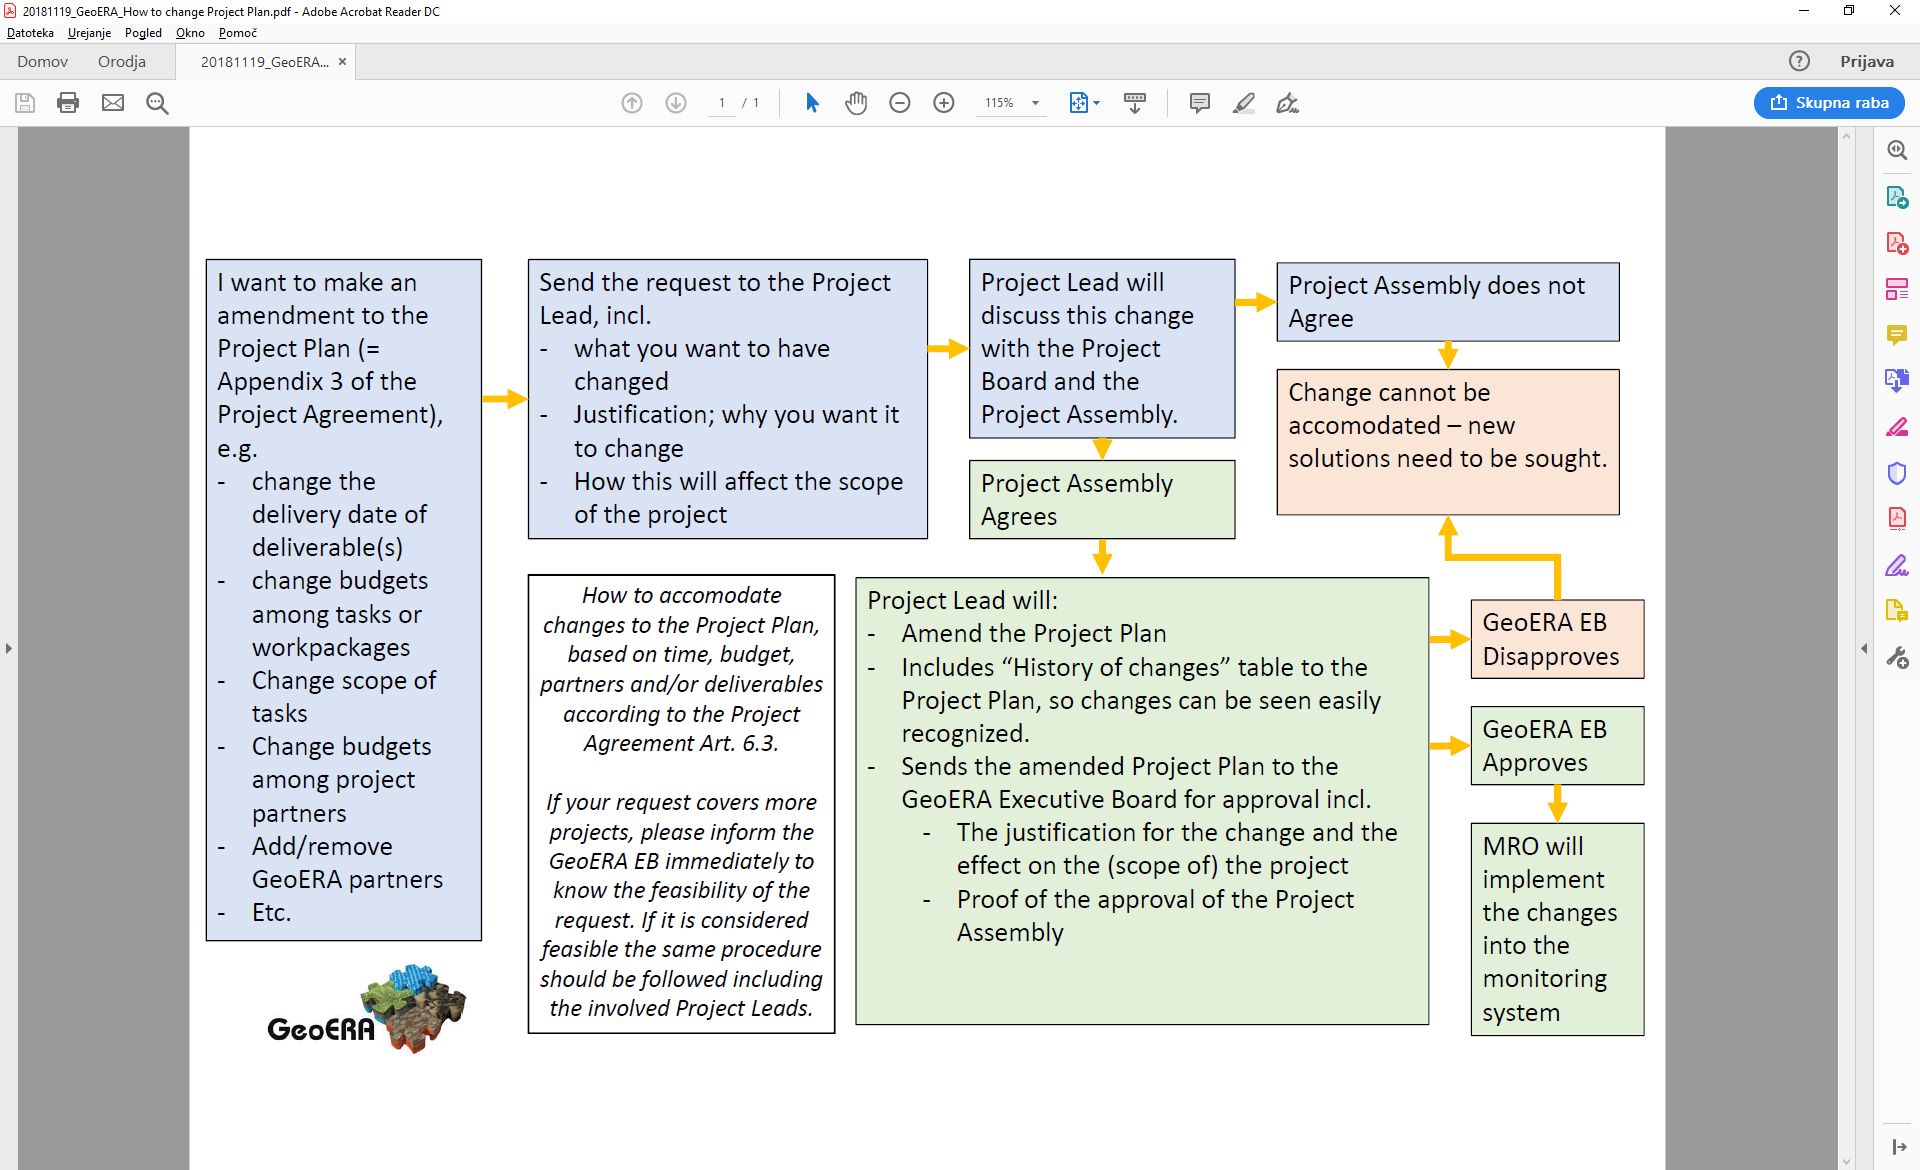 20181119_GeoERA_How to change Project Plan.pdf - Adobe Acrobat Reader DC
Datoteka Urejanje Pogled Okno Pomoč
Domov Orodja 20181119_GeoERA... × Prijava
1 / 1 115% Skupna raba
I want to make an
amendment to the
Project Plan (=
Appendix 3 of the
Project Agreement),
e.g.
- change the
delivery date of
deliverable(s)
- change budgets
among tasks or
workpackages
- Change scope of
tasks
- Change budgets
among project
partners
- Add/remove
GeoERA partners
- Etc.
Send the request to the Project
Lead, incl.
- what you want to have
changed
- Justification; why you want it
to change
- How this will affect the scope
of the project
Project Lead will
discuss this change
with the Project
Board and the
Project Assembly.
Project Assembly does not
Agree
Change cannot be
accomodated – new
solutions need to be sought.
Project Assembly
Agrees
How to accomodate
changes to the Project Plan,
based on time, budget,
partners and/or deliverables
according to the Project
Agreement Art. 6.3.
If your request covers more
projects, please inform the
GeoERA EB immediately to
know the feasibility of the
request. If it is considered
feasible the same procedure
should be followed including
the involved Project Leads.
Project Lead will:
- Amend the Project Plan
- Includes “History of changes” table to the
Project Plan, so changes can be seen easily
recognized.
- Sends the amended Project Plan to the
GeoERA Executive Board for approval incl.
- The justification for the change and the
effect on the (scope of) the project
- Proof of the approval of the Project
Assembly
GeoERA EB
Disapproves
GeoERA EB
Approves
MRO will
implement
the changes
into the
monitoring
system
GeoERA